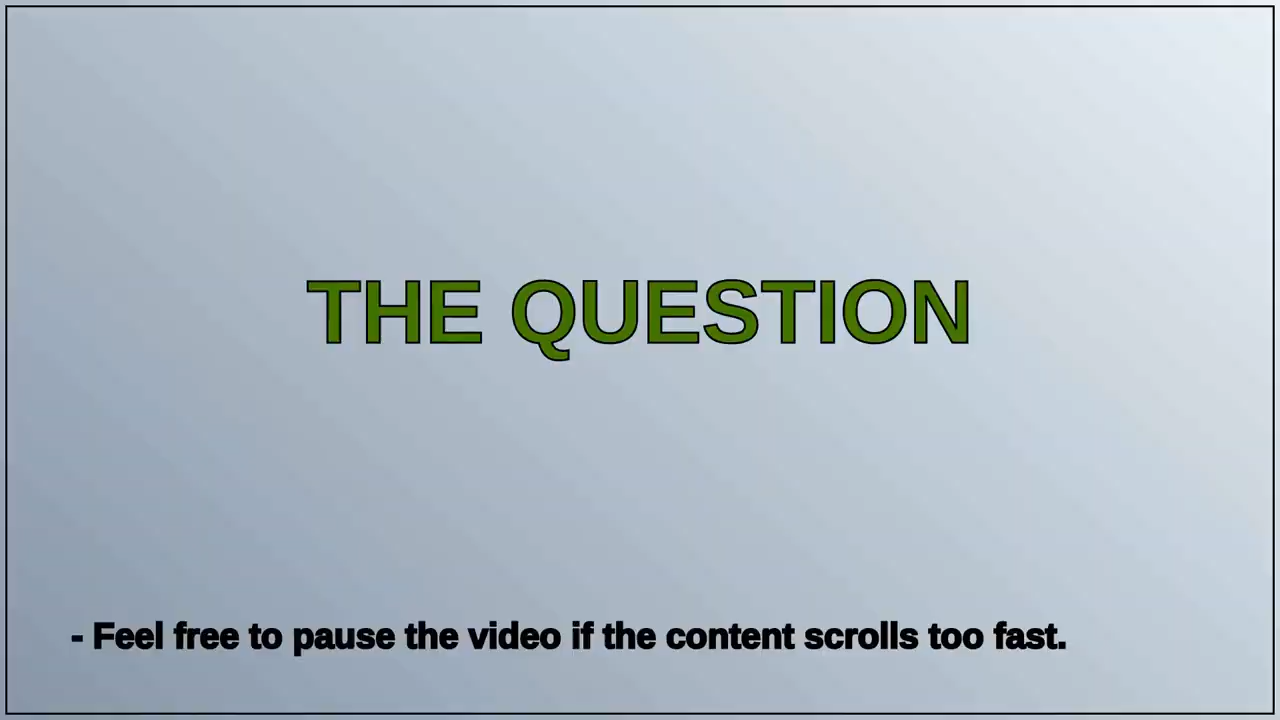 THE QUESTION
- Feel free to pause the video if the content scrolls too fast.